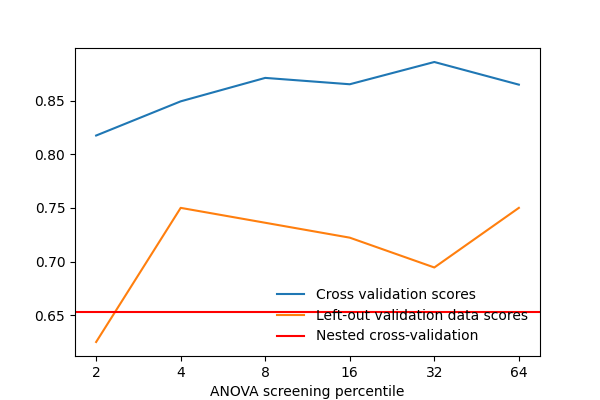 0.85
0.80
0.75
0.70
0.65
Cross validation scores
Left-out validation data scores
Nested cross-validation
2 4 8 16 32 64
ANOVA screening percentile